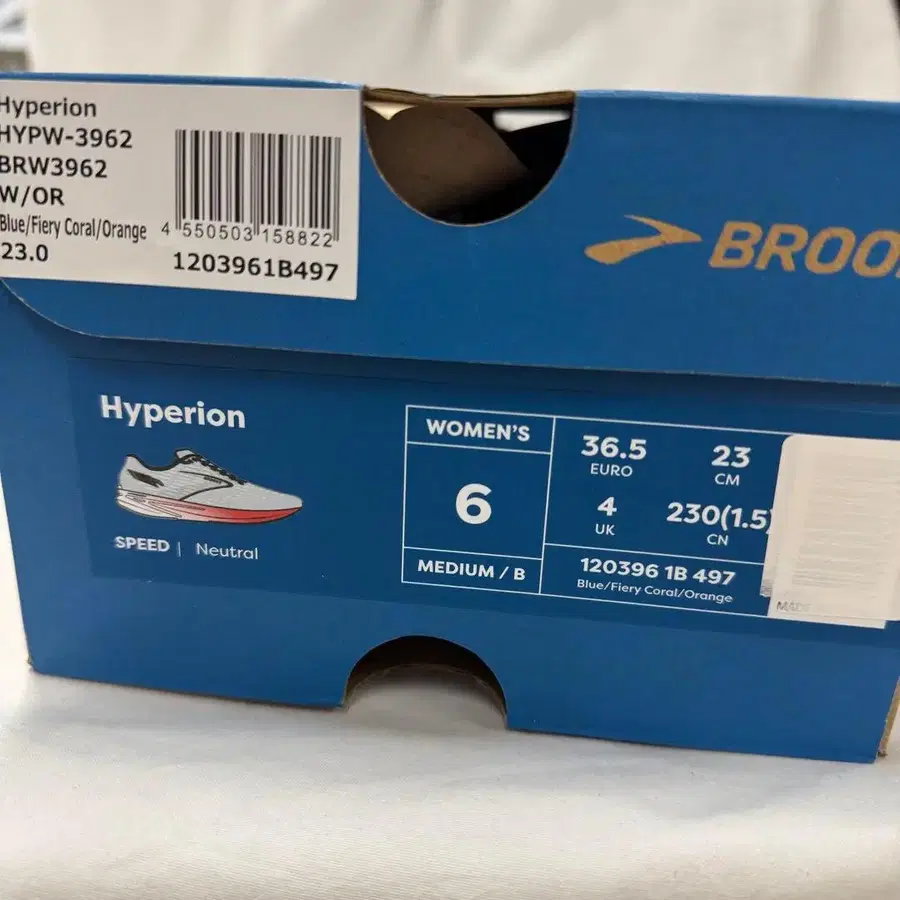 Hyperion
HYPW-3962
BRW3962
W/OR
Blue/Fiery Coral/Orange
23.0
4 550503 158822
1203961B497
BROO
Hyperion
SPEED | Neutral
WOMEN'S
6
MEDIUM / B
36.5
EURO
23
CM
4
UK
230(1.5)
CN
120396 1B 497
Blue/Fiery Coral/Orange
MADE